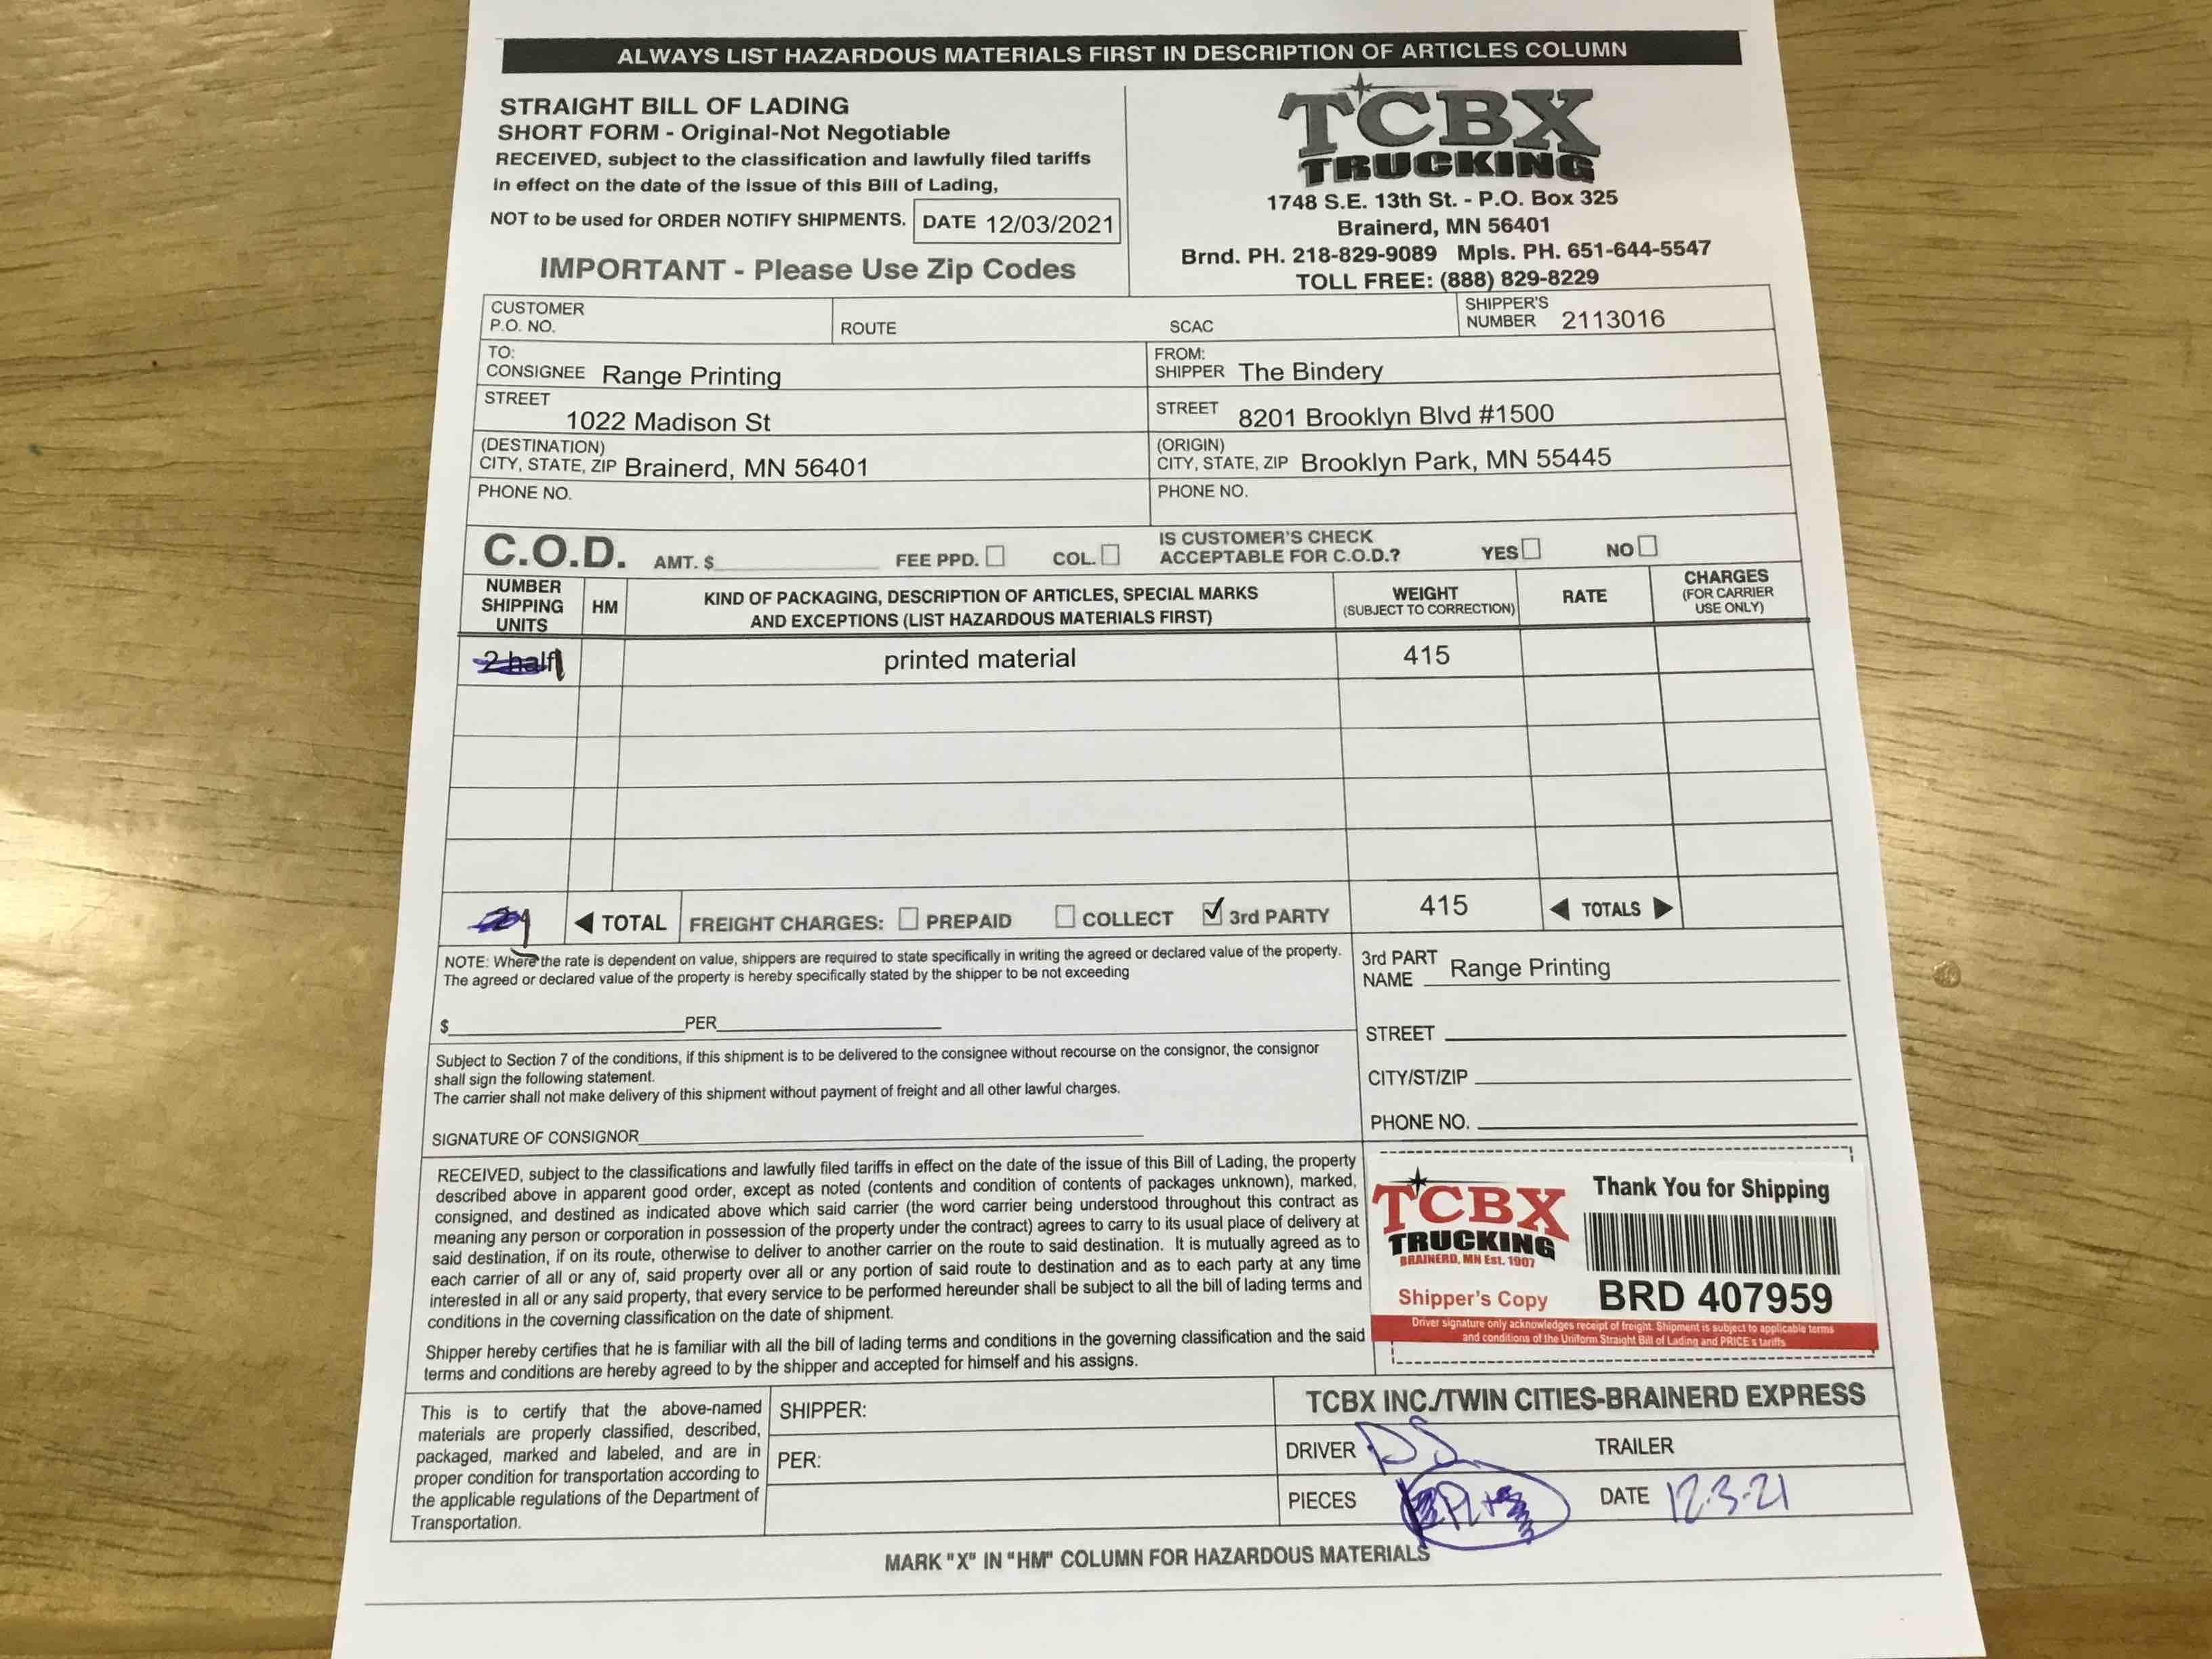 ALWAYS LIST HAZARDOUS MATERIALS FIRST IN DESCRIPTION OF ARTICLES COLUMN
STRAIGHT BILL OF LADING
SHORT FORM - Original-Not Negotiable
RECEIVED, subject to the classification and lawfully filed tariffs
in effect on the date of the issue of this Bill of Lading,
NOT to be used for ORDER NOTIFY SHIPMENTS. DATE 12/03/2021
IMPORTANT - Please Use Zip Codes
TCBX
TRUCKING
1748 S.E. 13th St. - P.O. Box 325
Brainerd, MN 56401
Brnd. PH. 218-829-9089 Mpls. PH. 651-644-5547
TOLL FREE: (888) 829-8229
CUSTOMER
P.O. NO.
ROUTE
SCAC
SHIPPER'S
NUMBER 2113016
TO:
CONSIGNEE Range Printing
STREET
1022 Madison St
(DESTINATION)
CITY, STATE, ZIP Brainerd, MN 56401
PHONE NO.
FROM:
SHIPPER The Bindery
STREET 8201 Brooklyn Blvd #1500
(ORIGIN)
CITY, STATE, ZIP Brooklyn Park, MN 55445
PHONE NO.
C.O.D. AMT. $ FEE PPD. COL.
IS CUSTOMER'S CHECK
ACCEPTABLE FOR C.O.D.? YES NO
NUMBER
SHIPPING
UNITS
HM
KIND OF PACKAGING, DESCRIPTION OF ARTICLES, SPECIAL MARKS
AND EXCEPTIONS (LIST HAZARDOUS MATERIALS FIRST)
WEIGHT
(SUBJECT TO CORRECTION)
RATE
CHARGES
(FOR CARRIER
USE ONLY)
2 half printed material 415
TOTAL FREIGHT CHARGES: PREPAID COLLECT 3rd PARTY 415 TOTALS
NOTE: Where the rate is dependent on value, shippers are required to state specifically in writing the agreed or declared value of the property.
The agreed or declared value of the property is hereby specifically stated by the shipper to be not exceeding
$ PER
3rd PART
NAME Range Printing
STREET
CITY/ST/ZIP
PHONE NO.
Subject to Section 7 of the conditions, if this shipment is to be delivered to the consignee without recourse on the consignor, the consignor
shall sign the following statement.
The carrier shall not make delivery of this shipment without payment of freight and all other lawful charges.
SIGNATURE OF CONSIGNOR
RECEIVED, subject to the classifications and lawfully filed tariffs in effect on the date of the issue of this Bill of Lading, the property
described above in apparent good order, except as noted (contents and condition of contents of packages unknown), marked,
consigned, and destined as indicated above which said carrier (the word carrier being understood throughout this contract as
meaning any person or corporation in possession of the property under the contract) agrees to carry to its usual place of delivery at
said destination, if on its route, otherwise to deliver to another carrier on the route to said destination. It is mutually agreed as to
each carrier of all or any of, said property over all or any portion of said route to destination and as to each party at any time
interested in all or any said property, that every service to be performed hereunder shall be subject to all the bill of lading terms and
conditions in the coverning classification on the date of shipment.
Shipper hereby certifies that he is familiar with all the bill of lading terms and conditions in the governing classification and the said
terms and conditions are hereby agreed to by the shipper and accepted for himself and his assigns.
TCBX
TRUCKING
BRAINERD, MN Est. 1907
Shipper's Copy
Thank You for Shipping
BRD 407959
Driver signature only acknowledges receipt of freight. Shipment is subject to applicable terms
and conditions of the Uniform Straight Bill of Lading and PRICE's tariffs
This is to certify that the above-named
materials are properly classified, described,
packaged, marked and labeled, and are in
proper condition for transportation according to
the applicable regulations of the Department of
Transportation.
SHIPPER:
PER:
TCBX INC./TWIN CITIES-BRAINERD EXPRESS
DRIVER DS TRAILER
PIECES DATE 12-3-21
MARK "X" IN "HM" COLUMN FOR HAZARDOUS MATERIALS